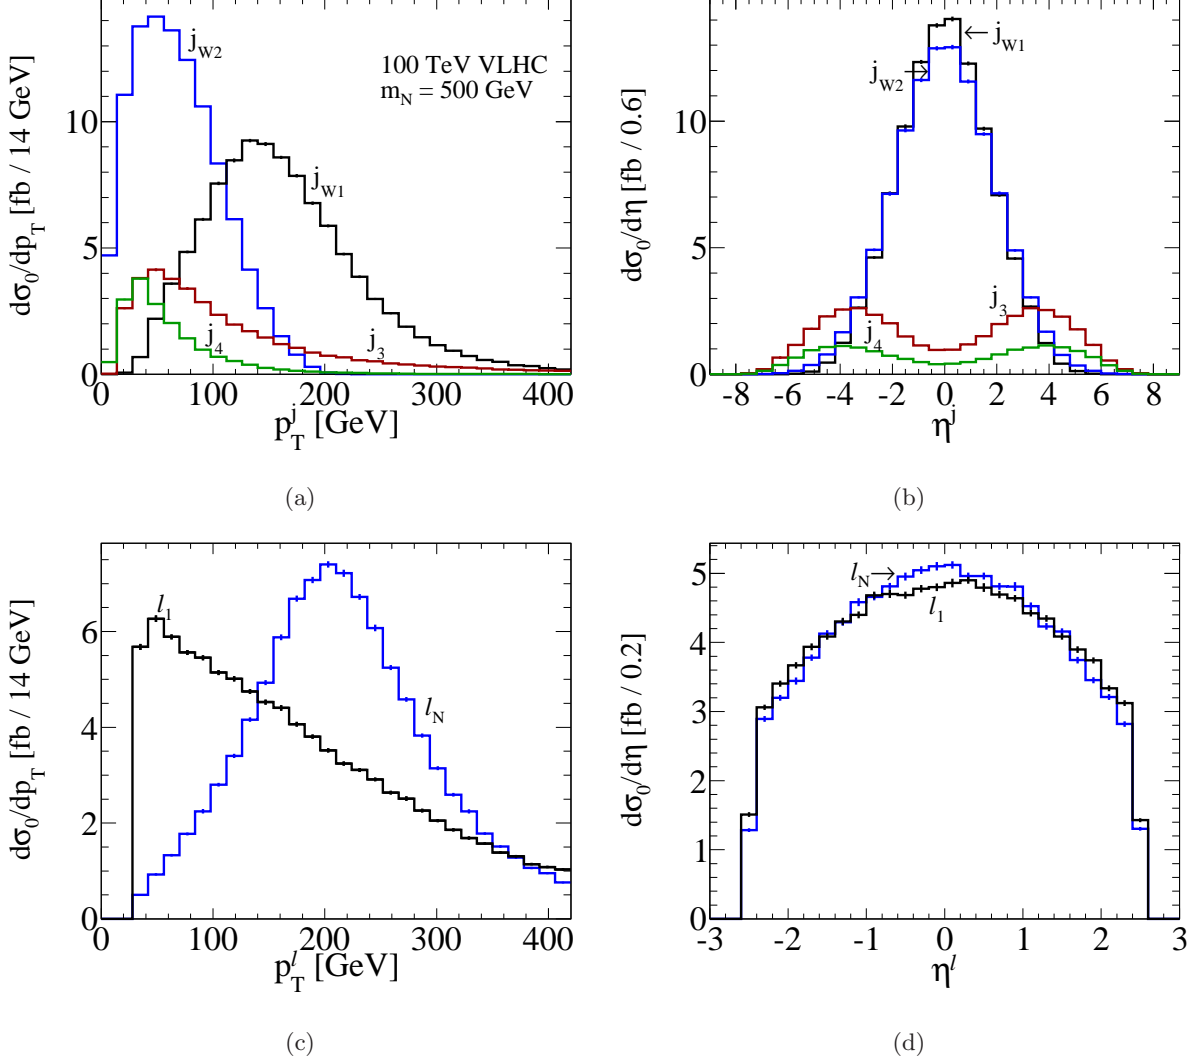 dσ₀/dp_T [fb / 14 GeV]
10
5
0
j_W2
100 TeV VLHC
m_N = 500 GeV
j_W1
j_4
j_3
0 100 200 300 400
p_T^j [GeV]
(a)
dσ₀/dη [fb / 0.6]
10
5
0
j_W1
j_W2
j_3
j_4
-8 -6 -4 -2 0 2 4 6 8
η^j
(b)
dσ₀/dp_T [fb / 14 GeV]
6
4
2
0
l_1
l_N
0 100 200 300 400
p_T^l [GeV]
(c)
dσ₀/dη [fb / 0.2]
5
4
3
2
1
0
l_N
l_1
-3 -2 -1 0 1 2 3
η^l
(d)